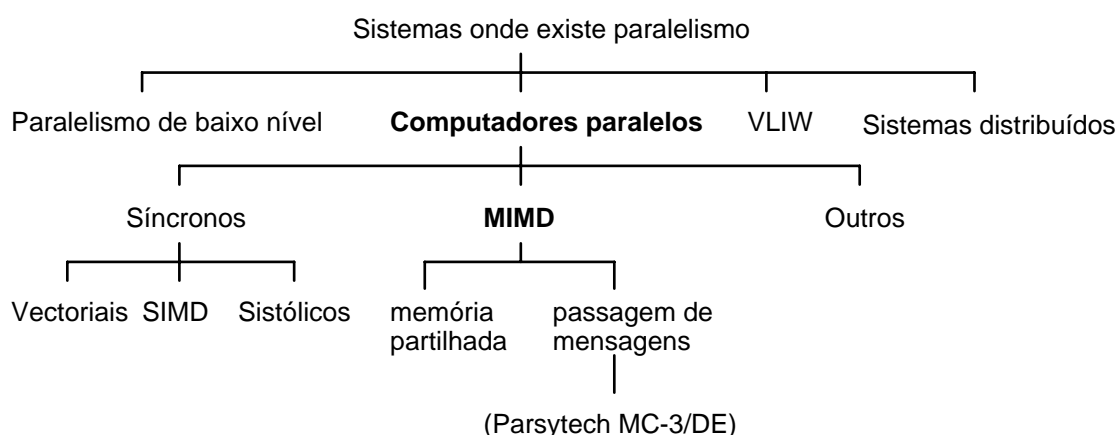 Sistemas onde existe paralelismo
Paralelismo de baixo nível
Computadores paralelos
VLIW
Sistemas distribuídos
Síncronos
MIMD
Outros
Vectoriais
SIMD
Sistólicos
memória
partilhada
passagem de
mensagens
(Parsytech MC-3/DE)